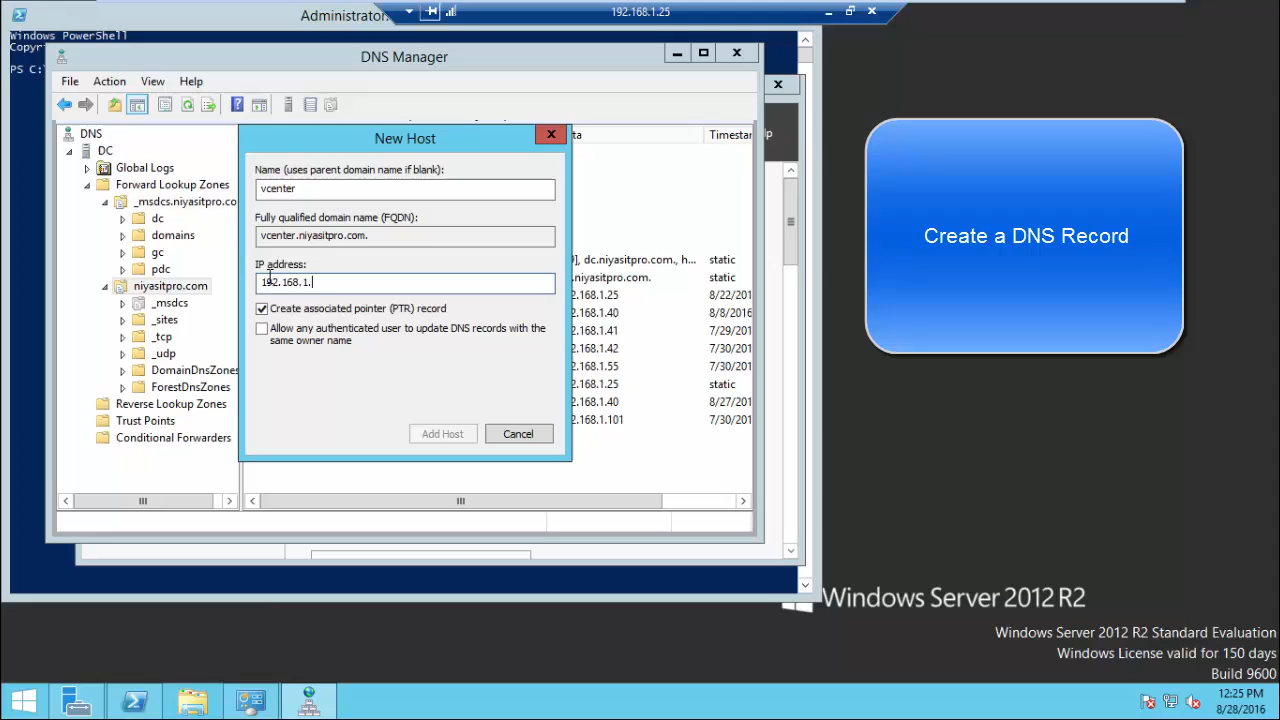 Administrator:
192.168.1.25
Windows PowerShell
Copyr
PS C:\
DNS Manager
File Action View Help
DNS
DC
Global Logs
Forward Lookup Zones
_msdcs.niyasitpro.co
dc
domains
gc
pdc
niyasitpro.com
_msdcs
_sites
_tcp
_udp
DomainDnsZones
ForestDnsZones
Reverse Lookup Zones
Trust Points
Conditional Forwarders
New Host
Name (uses parent domain name if blank):
vcenter
Fully qualified domain name (FQDN):
vcenter.niyasitpro.com.
IP address:
192.168.1.
Create associated pointer (PTR) record
Allow any authenticated user to update DNS records with the
same owner name
Add Host Cancel
ta Timestar
lp
], dc.niyasitpro.com., h... static
.niyasitpro.com. static
2.168.1.25 8/22/201
2.168.1.40 8/8/2016
2.168.1.41 7/29/201
2.168.1.42 7/30/201
2.168.1.55 7/30/201
2.168.1.25 static
2.168.1.40 8/27/201
2.168.1.101 7/30/201
Create a DNS Record
Windows Server 2012 R2
Windows Server 2012 R2 Standard Evaluation
Windows License valid for 150 days
Build 9600
12:25 PM
8/28/2016